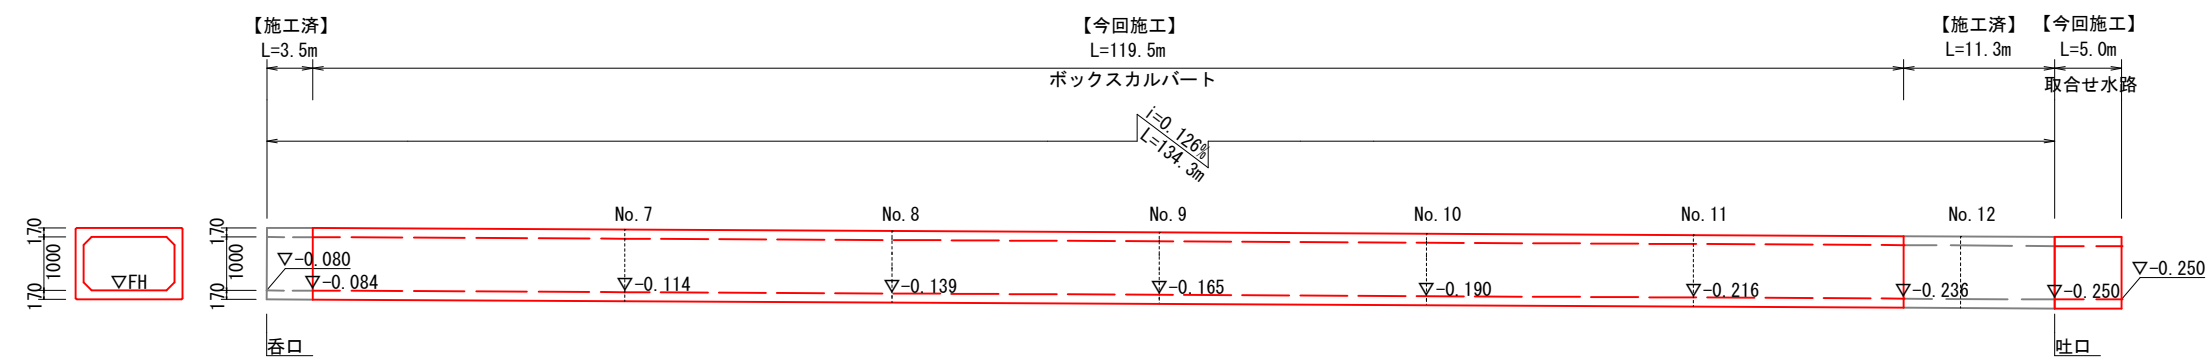 【施工済】
L=3.5m
【今回施工】
L=119.5m
ボックスカルバート
【施工済】
L=11.3m
【今回施工】
L=5.0m
取合せ水路
i=0.126%
L=134.3m
No.7
No.8
No.9
No.10
No.11
No.12
170
1000
170
▽FH
170
1000
170
▽-0.080
▽-0.084
▽-0.114
▽-0.139
▽-0.165
▽-0.190
▽-0.216
▽-0.236
▽-0.250
▽-0.250
呑口
吐口